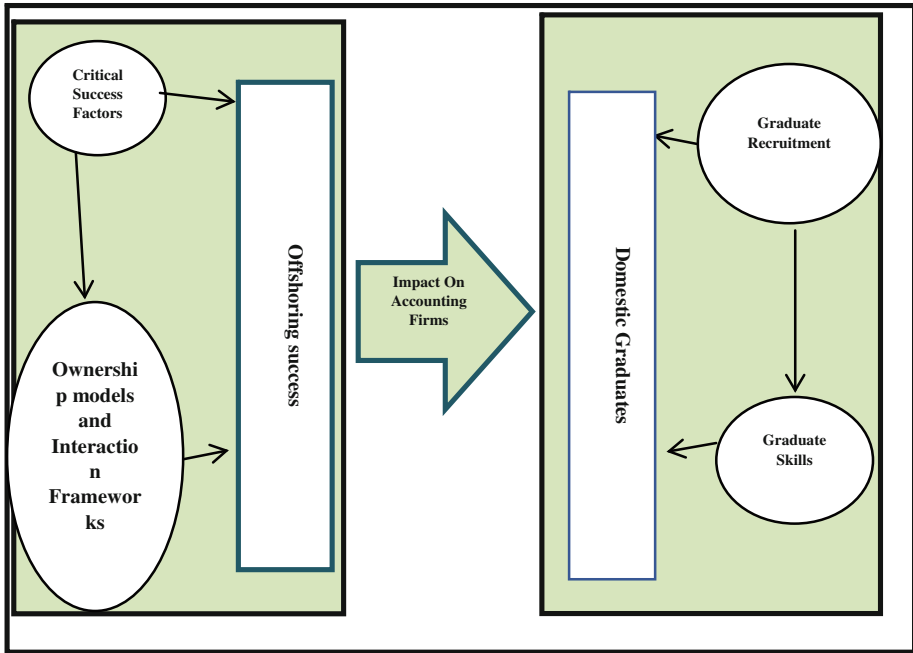 Critical
Success
Factors
Ownershi
p models
and
Interactio
n
Framewor
ks
Offshoring success
Impact On
Accounting
Firms
Domestic Graduates
Graduate
Recruitment
Graduate
Skills